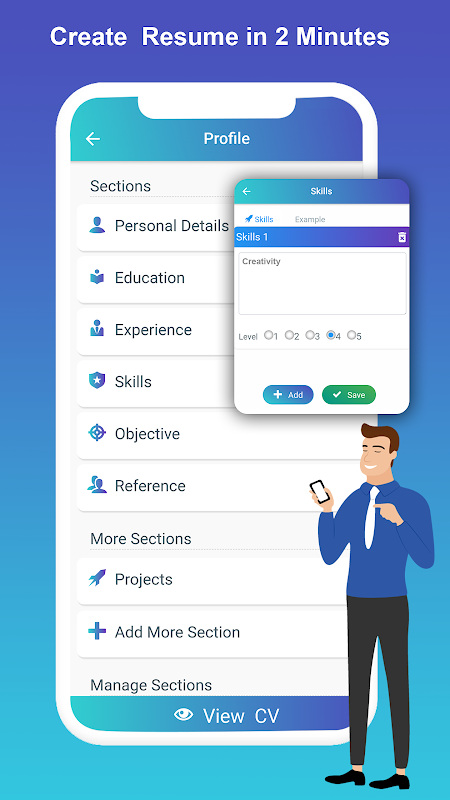 Create Resume in 2 Minutes
Profile
Sections
Personal Details
Education
Experience
Skills
Objective
Reference
More Sections
Projects
Add More Section
Manage Sections
View CV
Skills
Skills Example
Skills 1
Creativity
Level 1 2 3 4 5
Add Save